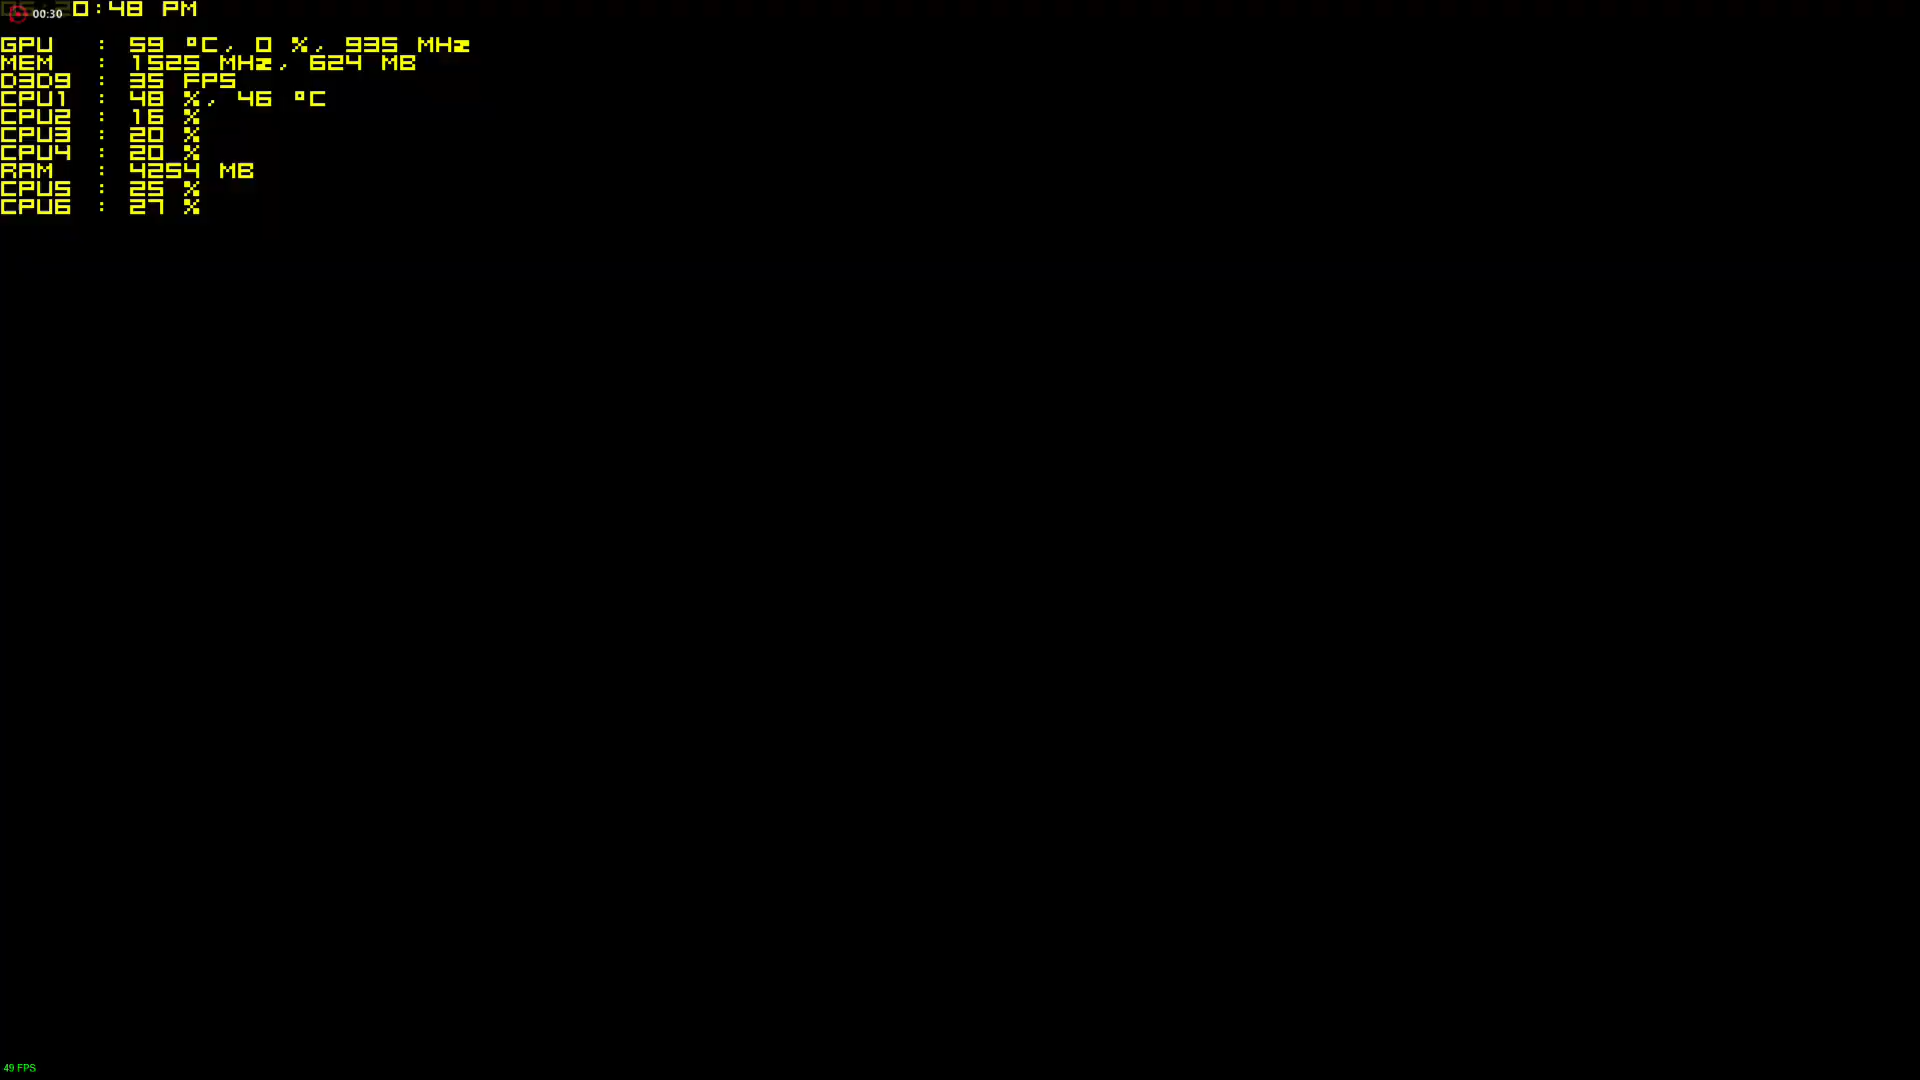 00:30 0:48 PM
GPU : 59 °C, 0 %, 935 MHz
MEM : 1525 MHz, 624 MB
D3D9 : 35 FPS
CPU1 : 48 %, 46 °C
CPU2 : 16 %
CPU3 : 20 %
CPU4 : 20 %
RAM : 4254 MB
CPU5 : 25 %
CPU6 : 27 %
49 FPS